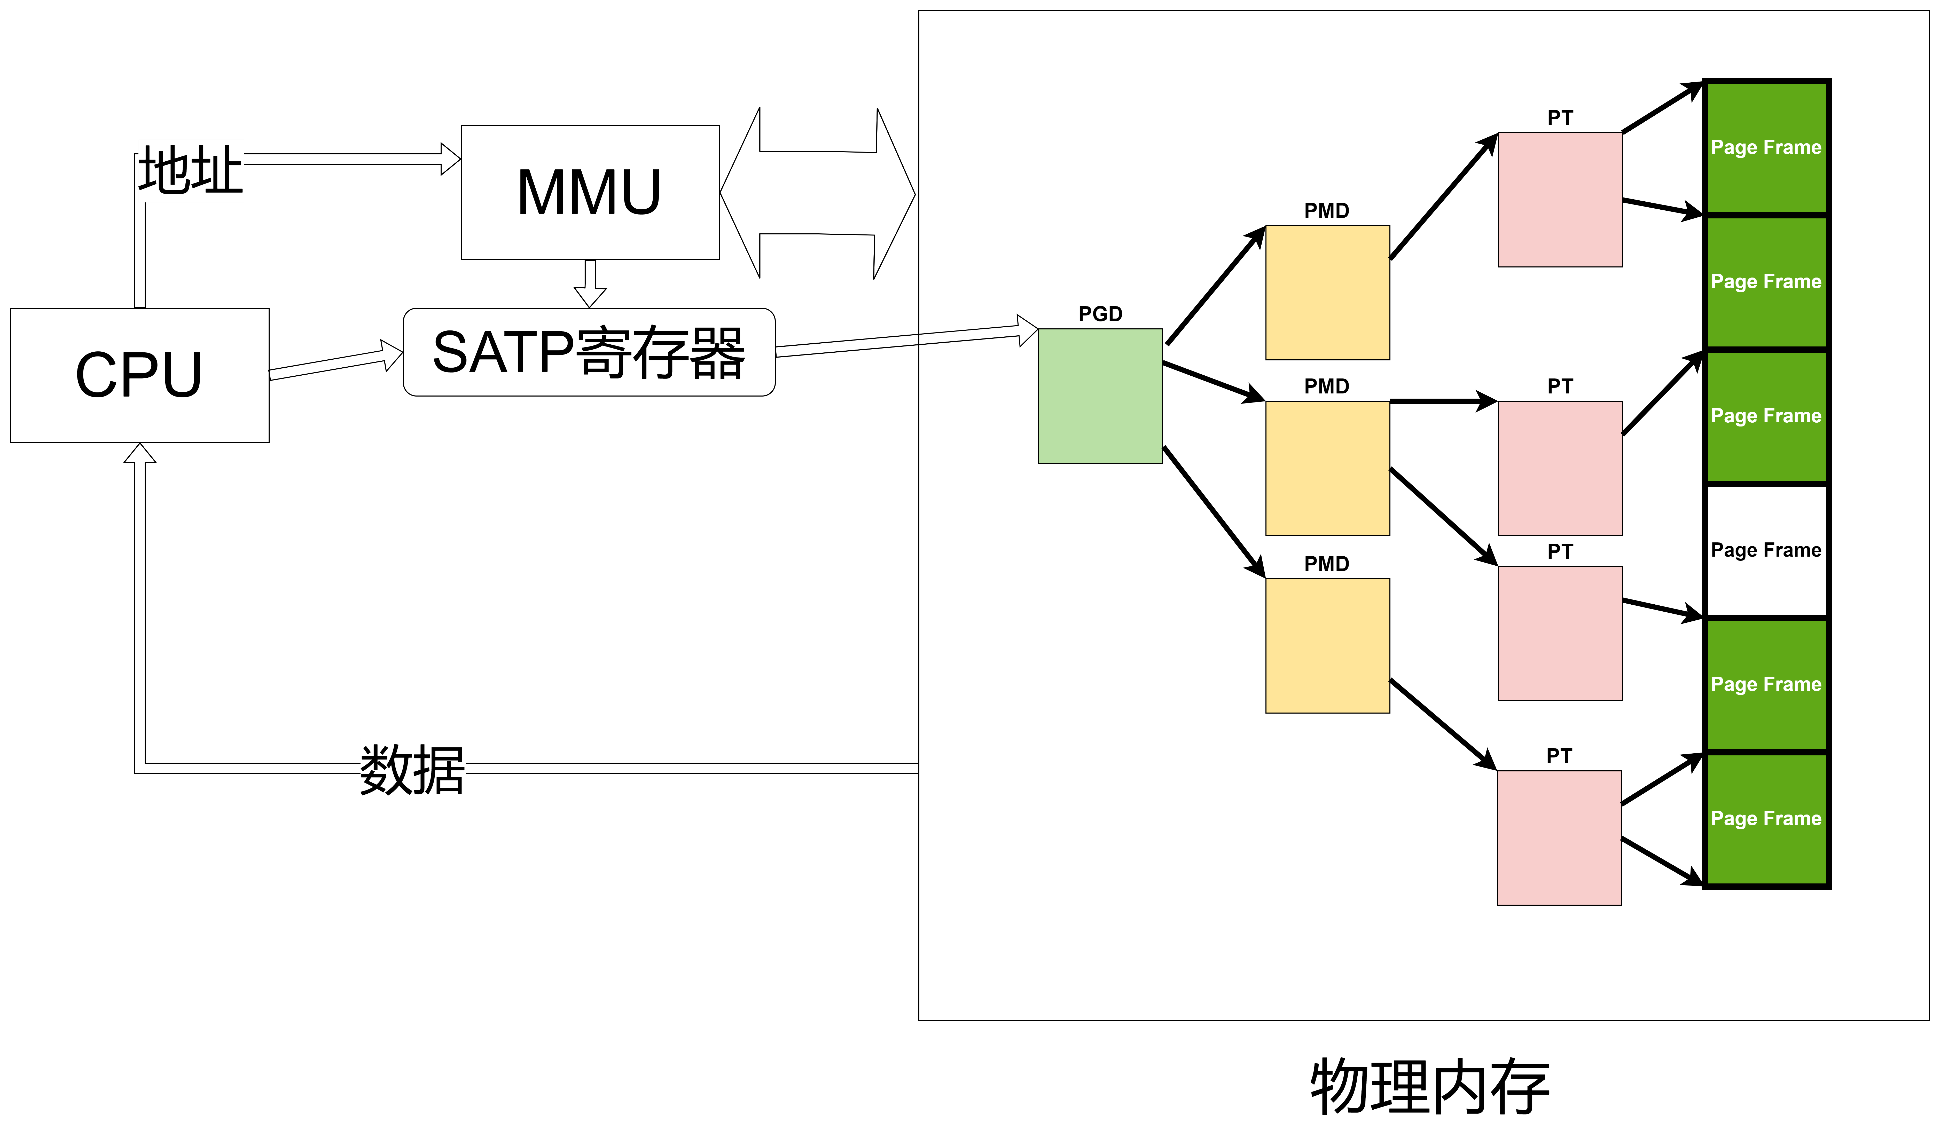 地址
MMU
CPU
SATP寄存器
数据
PGD
PMD
PMD
PMD
PT
PT
PT
PT
Page Frame
Page Frame
Page Frame
Page Frame
Page Frame
Page Frame
物理内存